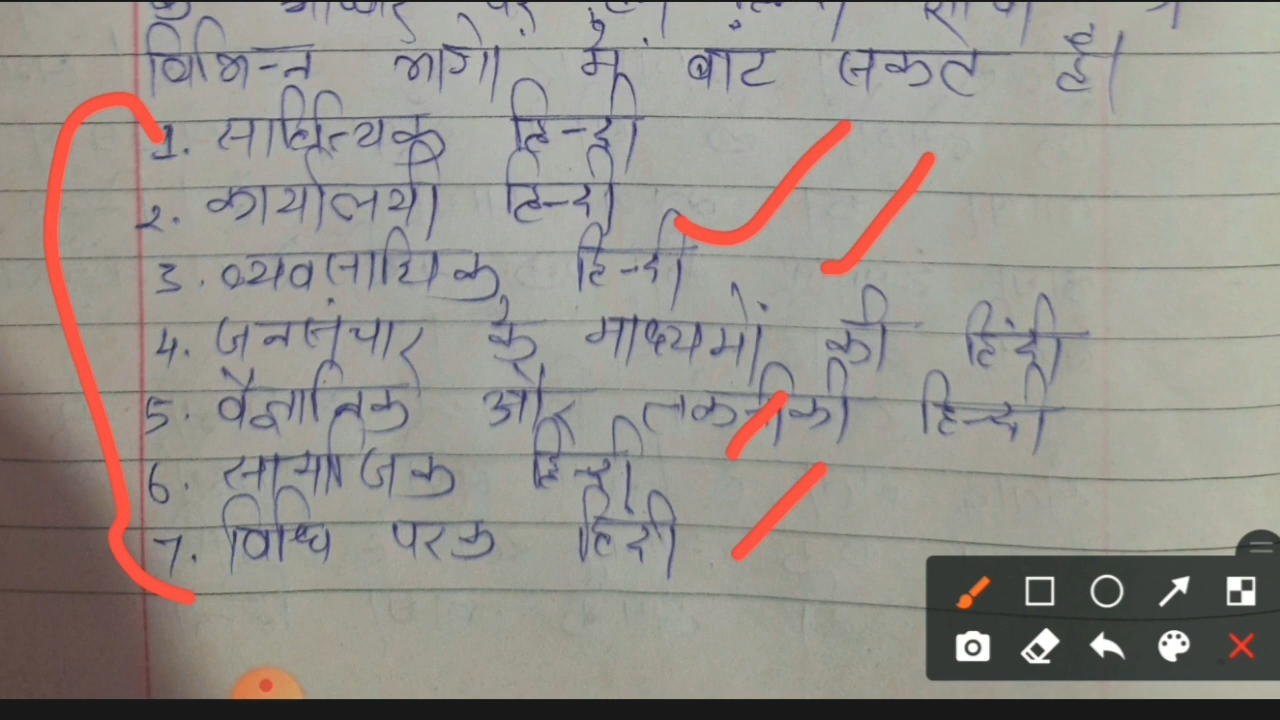 विभिन्न भागो में बांट सकते है।
1. साहित्यिक हिन्दी
2. कार्यालयी हिन्दी
3. व्यवसायिक हिन्दी
4. जनसंचार के माध्यमों की हिंदी
5. वैज्ञानिक और तकनीकी हिन्दी
6. सामाजिक हिन्दी
7. विधि परक हिंदी